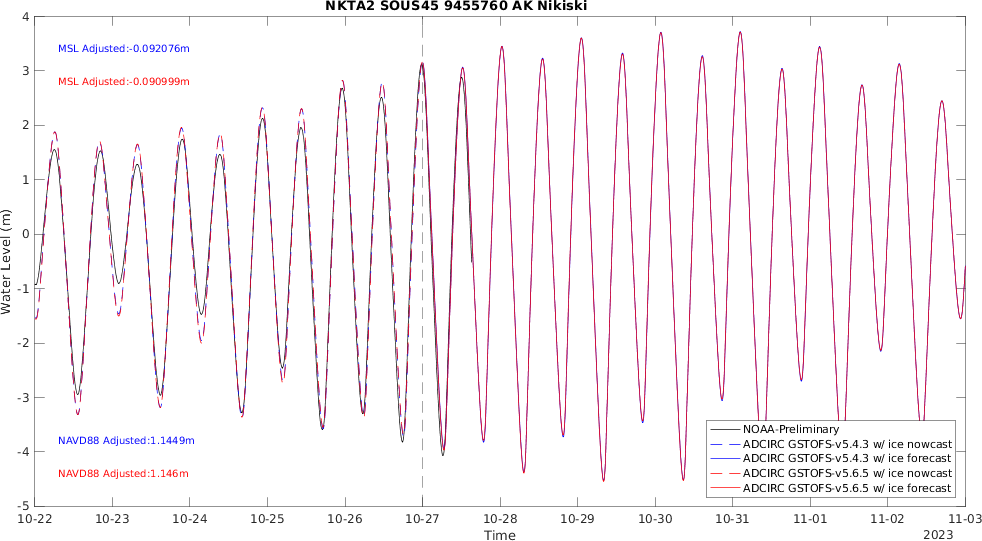 NKTA2 SOUS45 9455760 AK Nikiski
4
3
2
1
0
-1
-2
-3
-4
-5
Water Level (m)
MSL Adjusted:-0.092076m
MSL Adjusted:-0.090999m
NAVD88 Adjusted:1.1449m
NAVD88 Adjusted:1.146m
NOAA-Preliminary
ADCIRC GSTOFS-v5.4.3 w/ ice nowcast
ADCIRC GSTOFS-v5.4.3 w/ ice forecast
ADCIRC GSTOFS-v5.6.5 w/ ice nowcast
ADCIRC GSTOFS-v5.6.5 w/ ice forecast
10-22 10-23 10-24 10-25 10-26 10-27 10-28 10-29 10-30 10-31 11-01 11-02 11-03
Time
2023